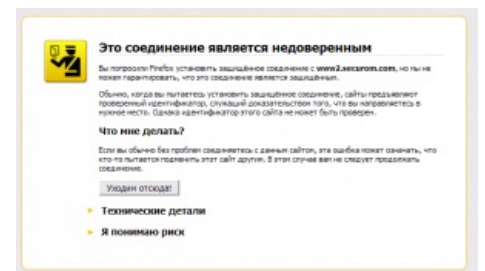 Это соединение является недоверенным
Вы попросили Firefox установить защищённое соединение с www2.securom.com, но мы не
можем гарантировать, что это соединение является защищённым.
Обычно, когда вы пытаетесь установить защищённое соединение, сайты предъявляют
проверенный идентификатор, служащий доказательством того, что вы направляетесь в
нужное место. Однако идентификатор этого сайта не может быть проверен.
Что мне делать?
Если вы обычно без проблем соединяетесь с данным сайтом, эта ошибка может означать, что
кто-то пытается подменить этот сайт другим. В этом случае вам не следует продолжать
соединение.
Уходим отсюда!
Технические детали
Я понимаю риск